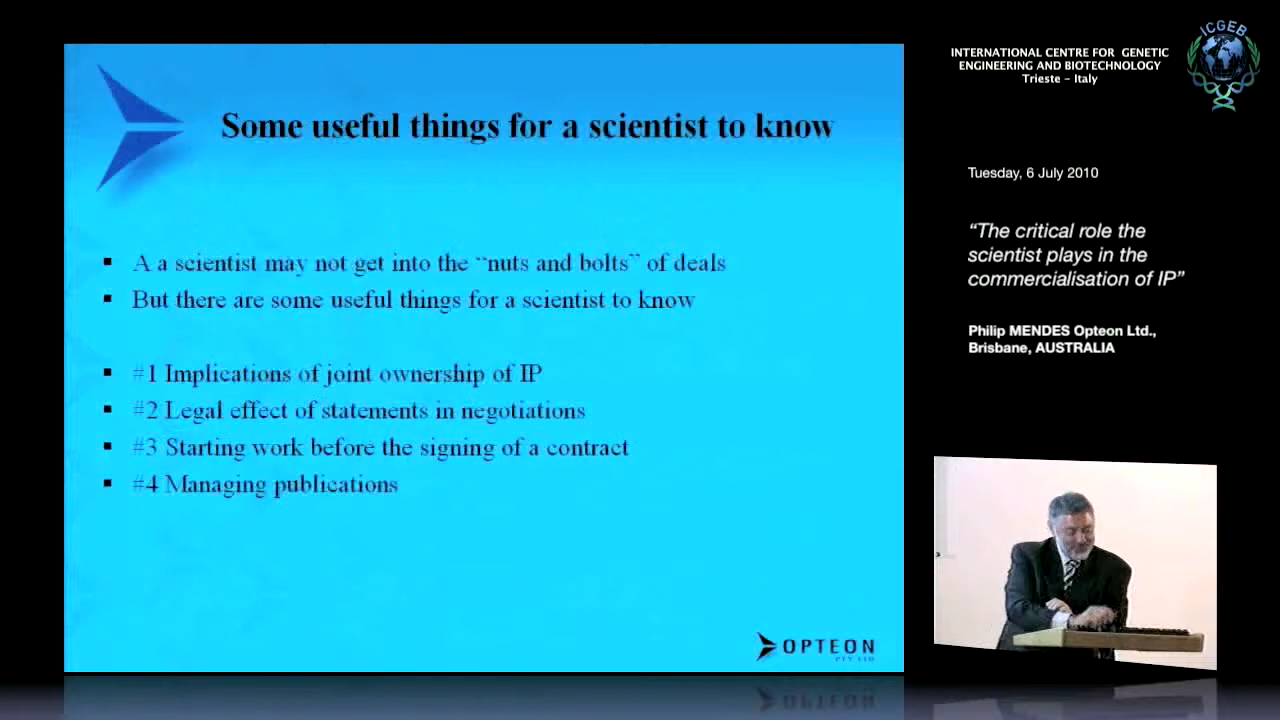 Some useful things for a scientist to know
A a scientist may not get into the “nuts and bolts” of deals
But there are some useful things for a scientist to know
#1 Implications of joint ownership of IP
#2 Legal effect of statements in negotiations
#3 Starting work before the signing of a contract
#4 Managing publications
OPTEON
PTY LTD
INTERNATIONAL CENTRE FOR GENETIC
ENGINEERING AND BIOTECHNOLOGY
Trieste – Italy
ICGEB
Tuesday, 6 July 2010
“The critical role the
scientist plays in the
commercialisation of IP”
Philip MENDES Opteon Ltd.,
Brisbane, AUSTRALIA